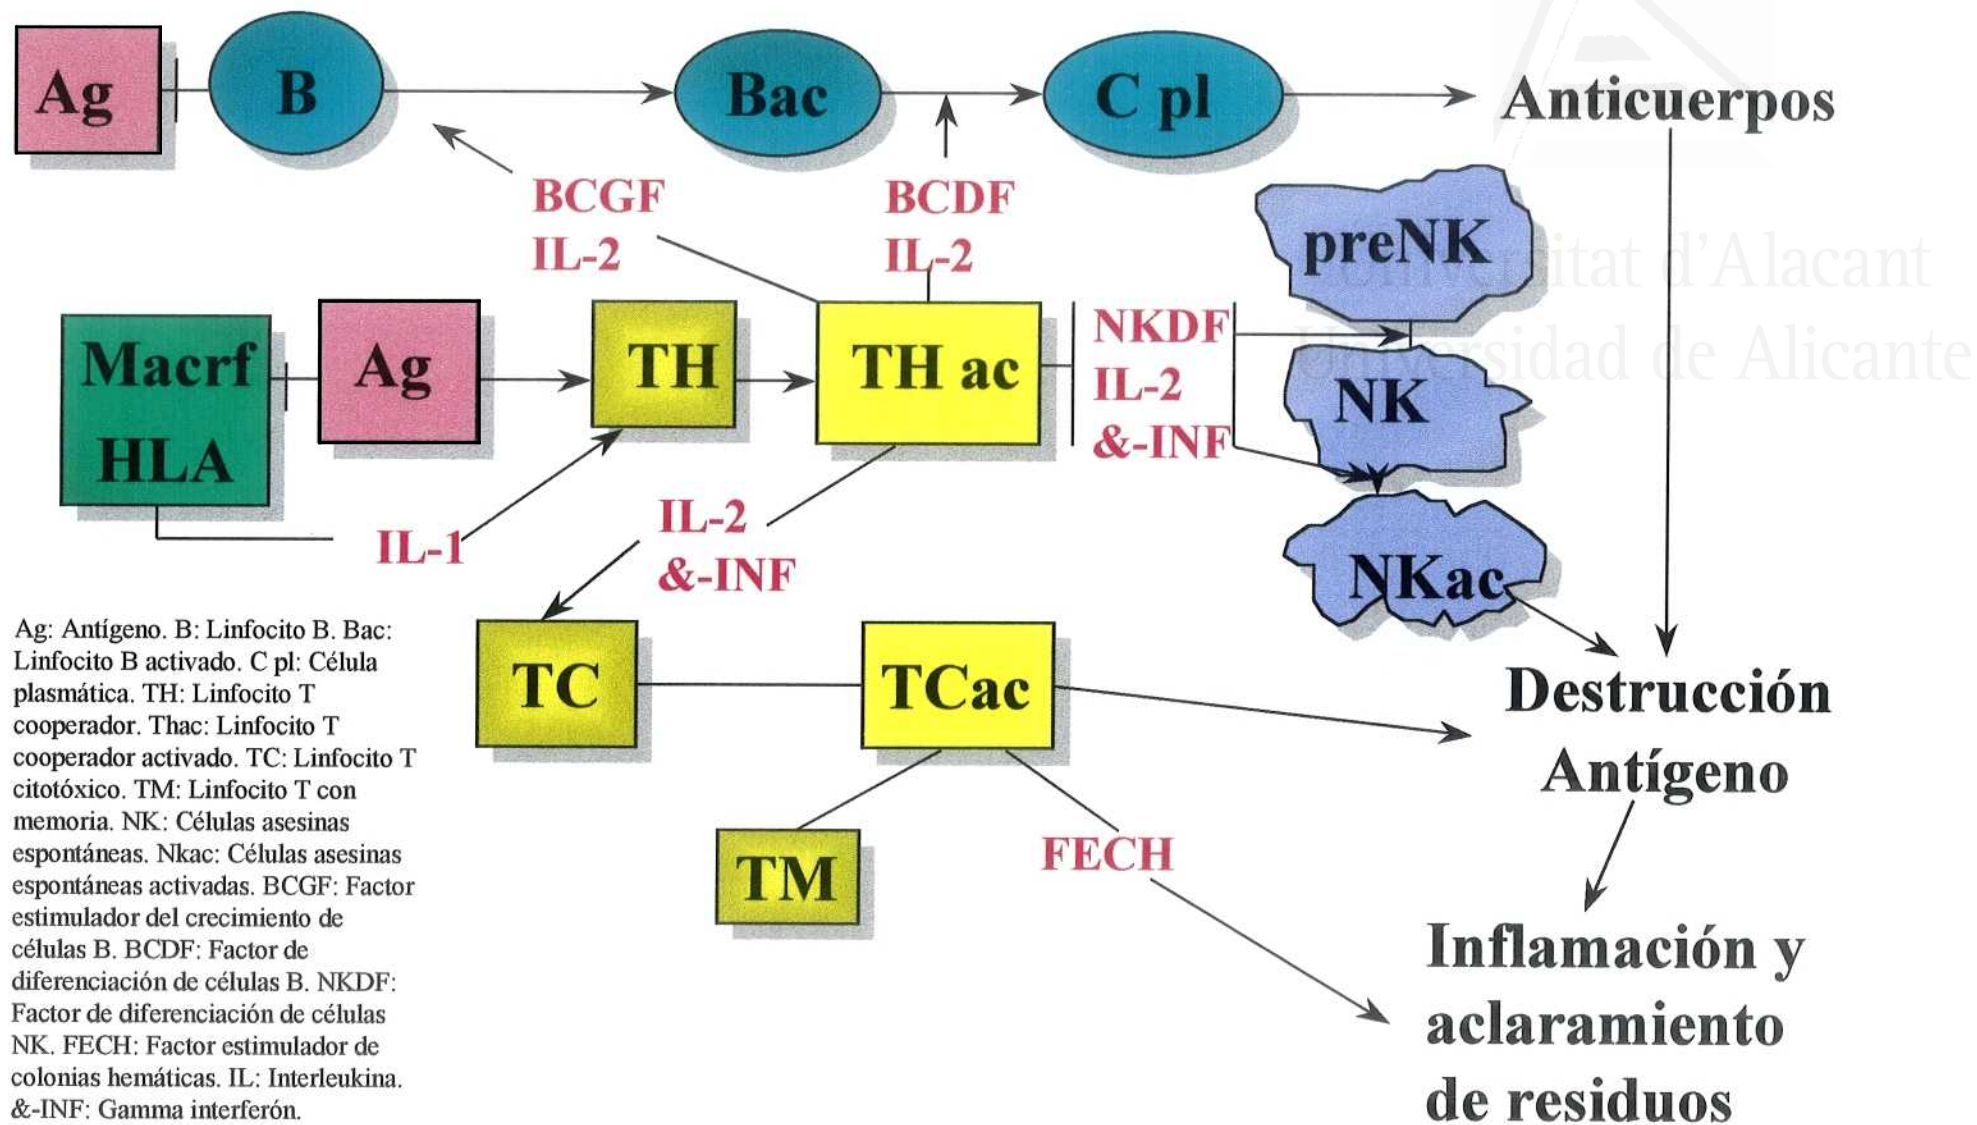 Ag
B
Bac
C pl
Anticuerpos
BCGF
IL-2
BCDF
IL-2
preNK
Universitat d'Alacant
Universidad de Alicante
Macrf
HLA
Ag
TH
TH ac
NKDF
IL-2
&-INF
NK
IL-1
IL-2
&-INF
NKac
TC
TCac
Destrucción
Antígeno
TM
FECH
Inflamación y
aclaramiento
de residuos
Ag: Antígeno. B: Linfocito B. Bac:
Linfocito B activado. C pl: Célula
plasmática. TH: Linfocito T
cooperador. Thac: Linfocito T
cooperador activado. TC: Linfocito T
citotóxico. TM: Linfocito T con
memoria. NK: Células asesinas
espontáneas. Nkac: Células asesinas
espontáneas activadas. BCGF: Factor
estimulador del crecimiento de
células B. BCDF: Factor de
diferenciación de células B. NKDF:
Factor de diferenciación de células
NK. FECH: Factor estimulador de
colonias hemáticas. IL: Interleukina.
&-INF: Gamma interferón.